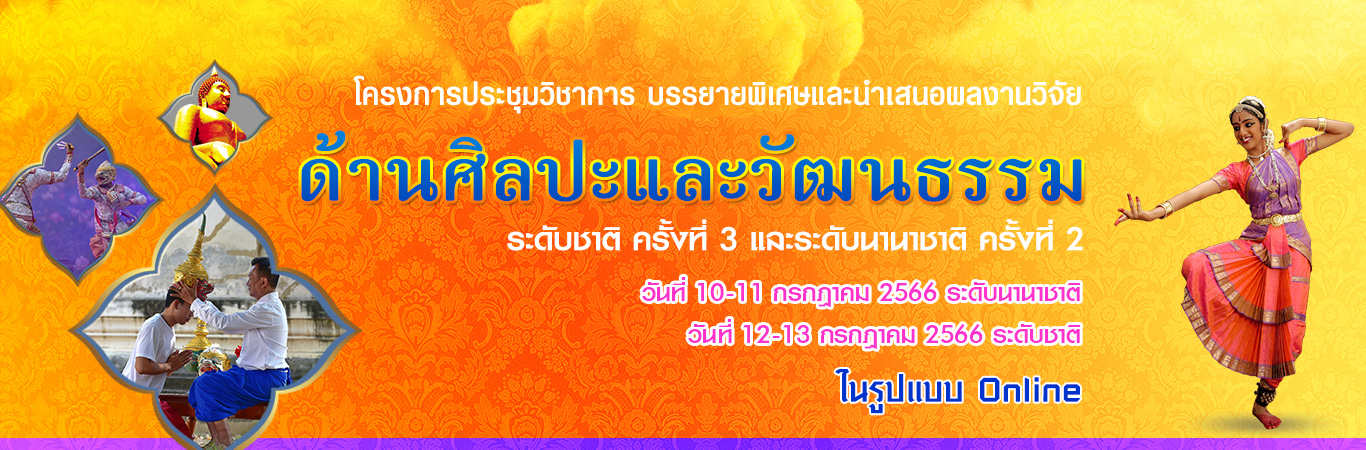 โครงการประชุมวิชาการ บรรยายพิเศษและนำเสนอผลงานวิจัย
ด้านศิลปะและวัฒนธรรม
ระดับชาติ ครั้งที่ 3 และระดับนานาชาติ ครั้งที่ 2
วันที่ 10-11 กรกฎาคม 2566 ระดับนานาชาติ
วันที่ 12-13 กรกฎาคม 2566 ระดับชาติ
ในรูปแบบ Online